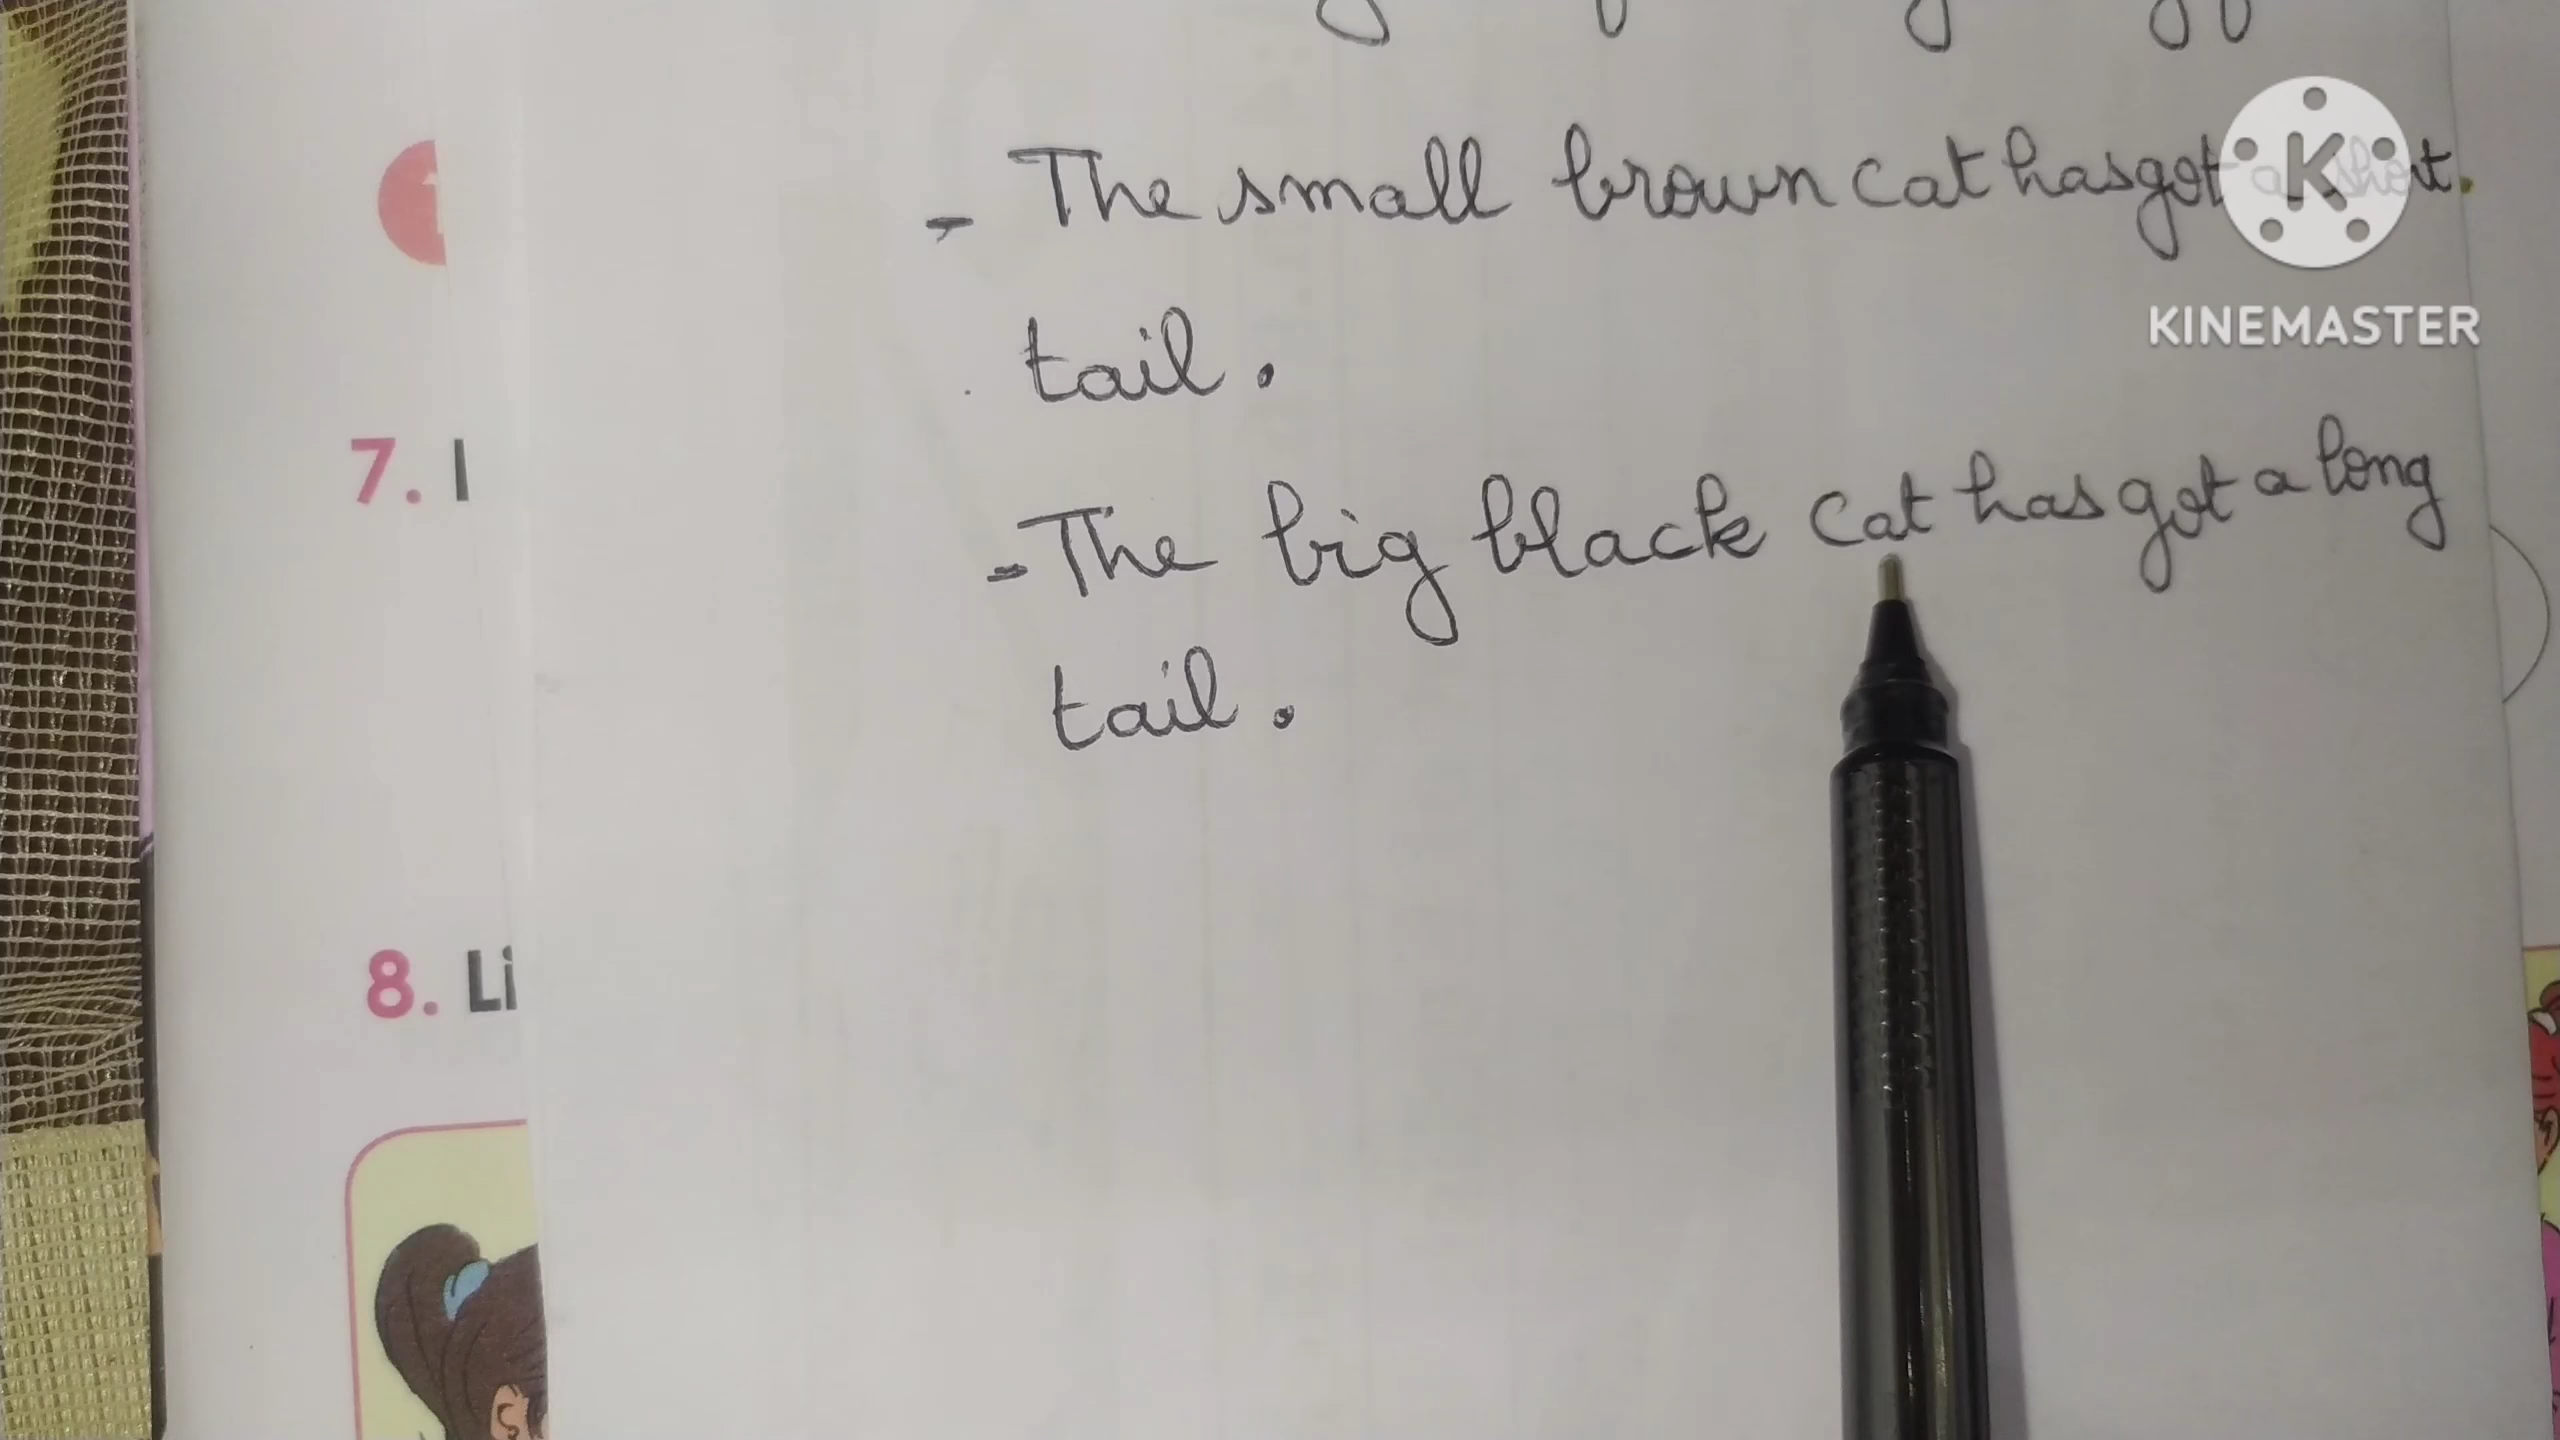 - The small brown cat has got a short.
tail.
7. I
- The big black cat has got a long
tail.
8. Li
K
KINEMASTER